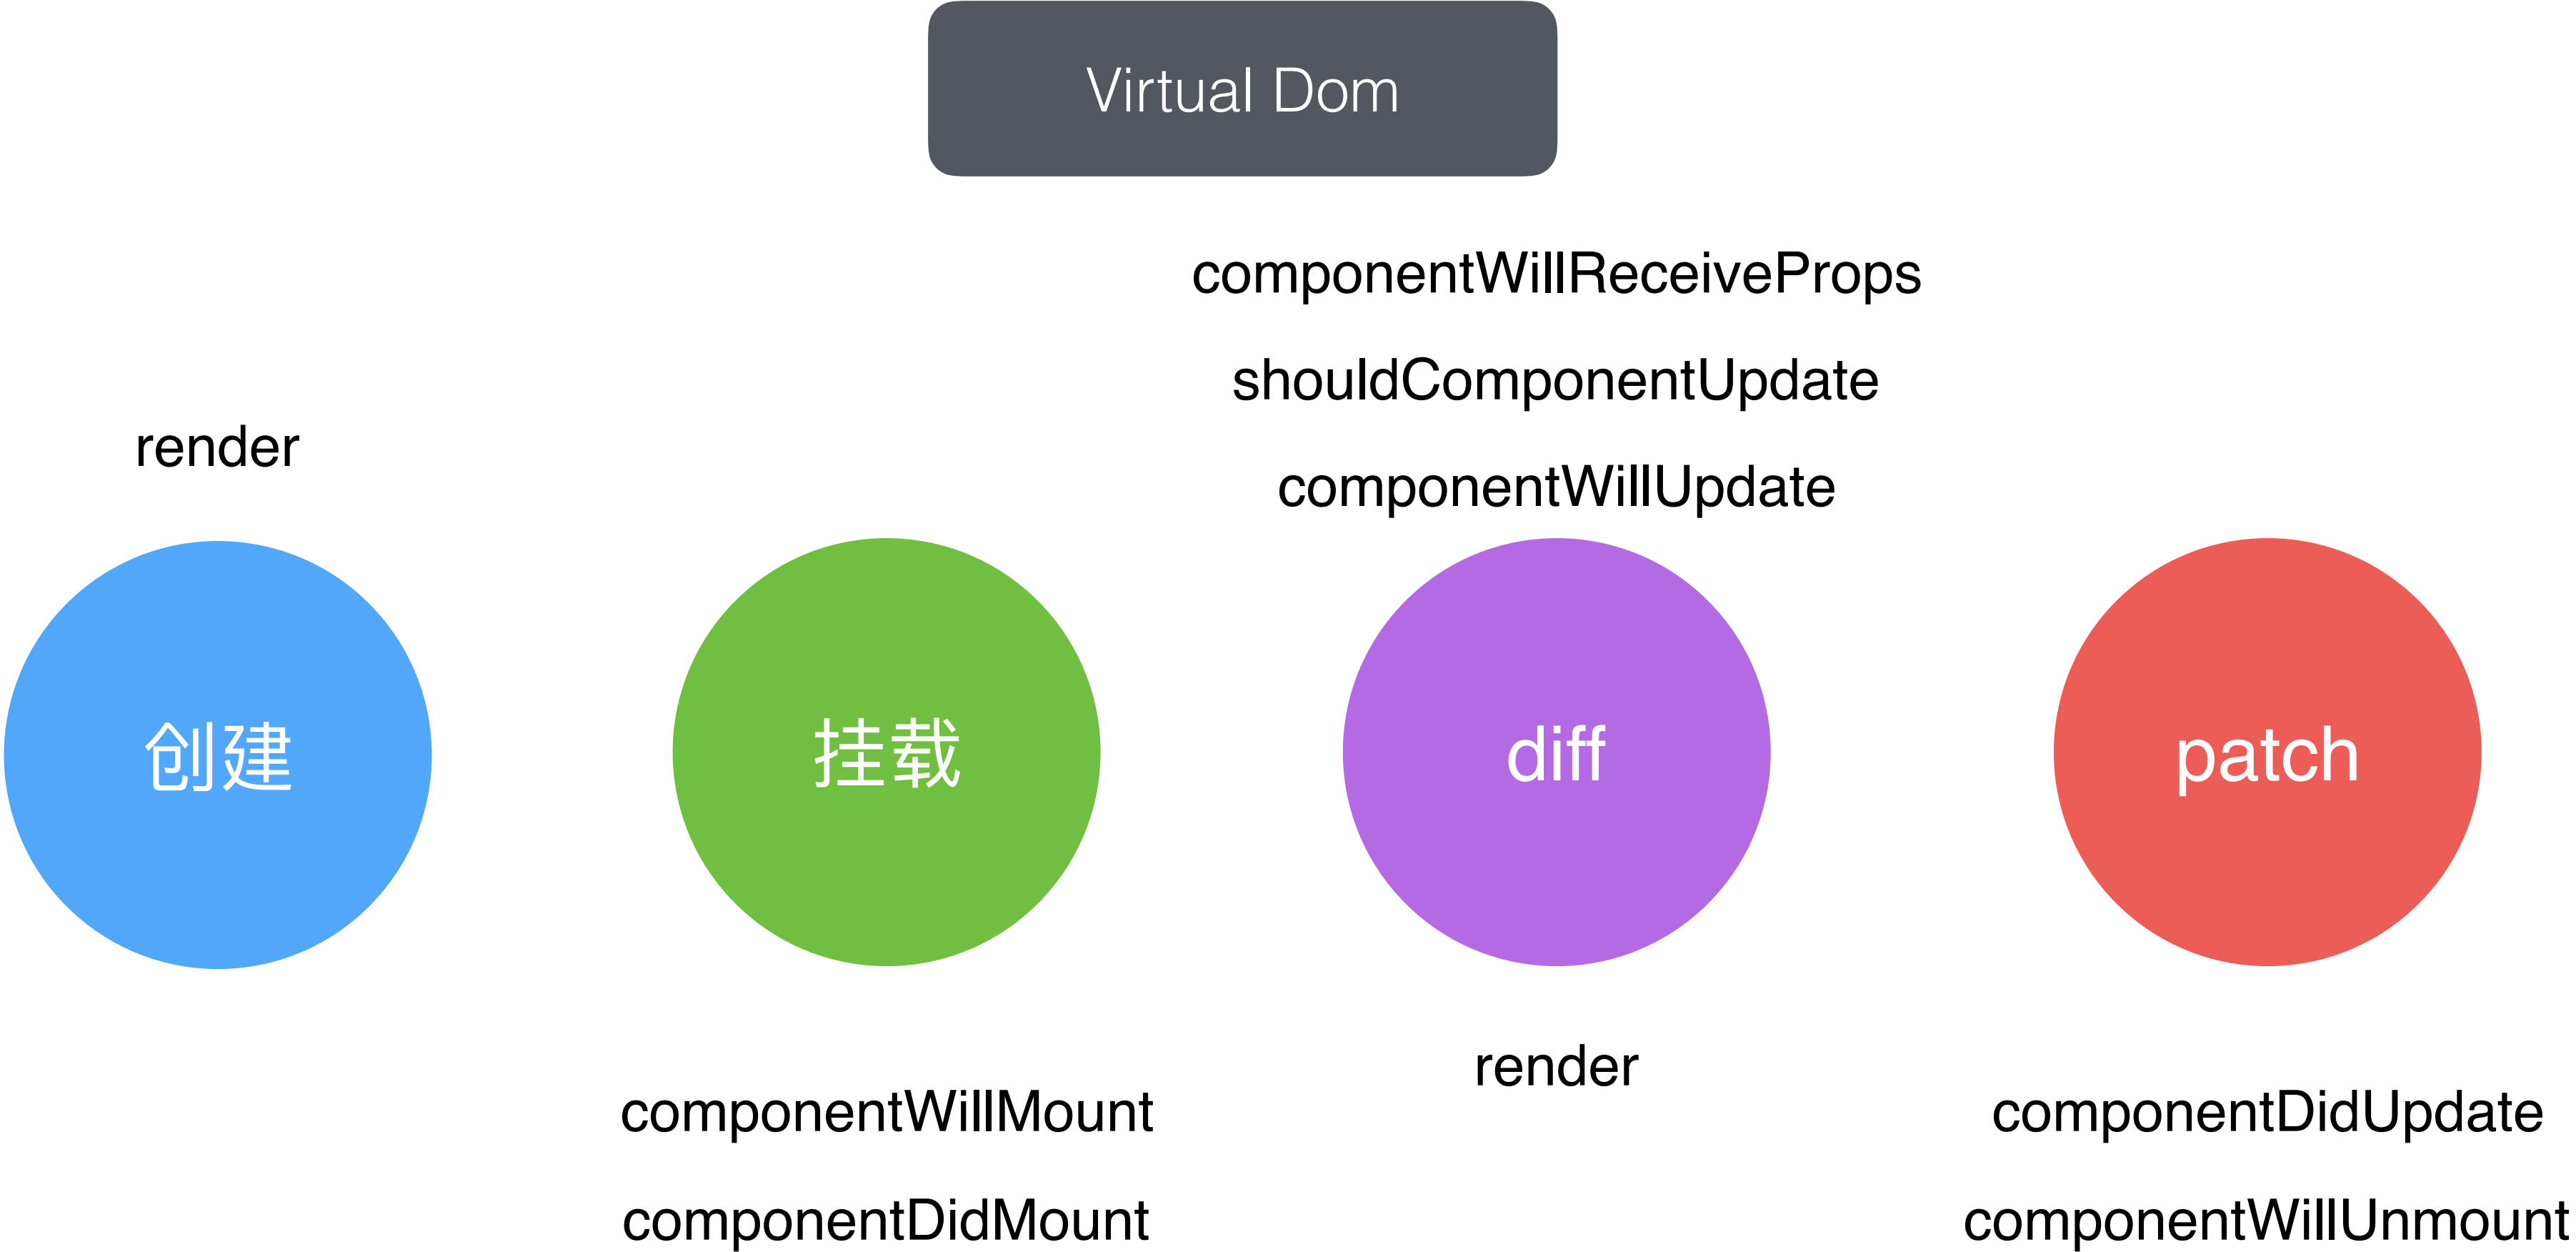 Virtual Dom
componentWillReceiveProps
shouldComponentUpdate
render
componentWillUpdate
创建
挂载
diff
patch
render
componentWillMount
componentDidUpdate
componentDidMount
componentWillUnmount